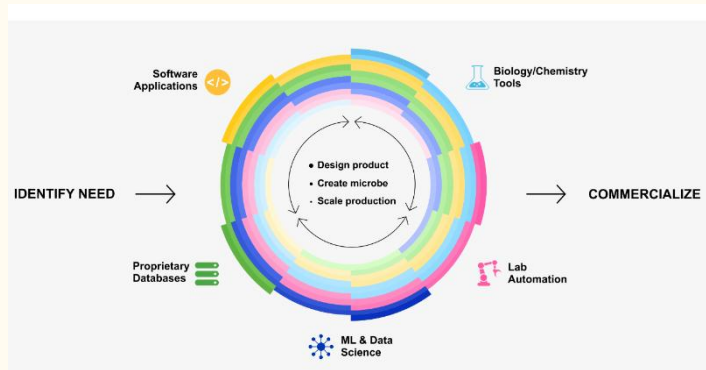 Software
Applications
</>
Biology/Chemistry
Tools
IDENTIFY NEED
• Design product
• Create microbe
• Scale production
COMMERCIALIZE
Proprietary
Databases
Lab
Automation
ML & Data
Science